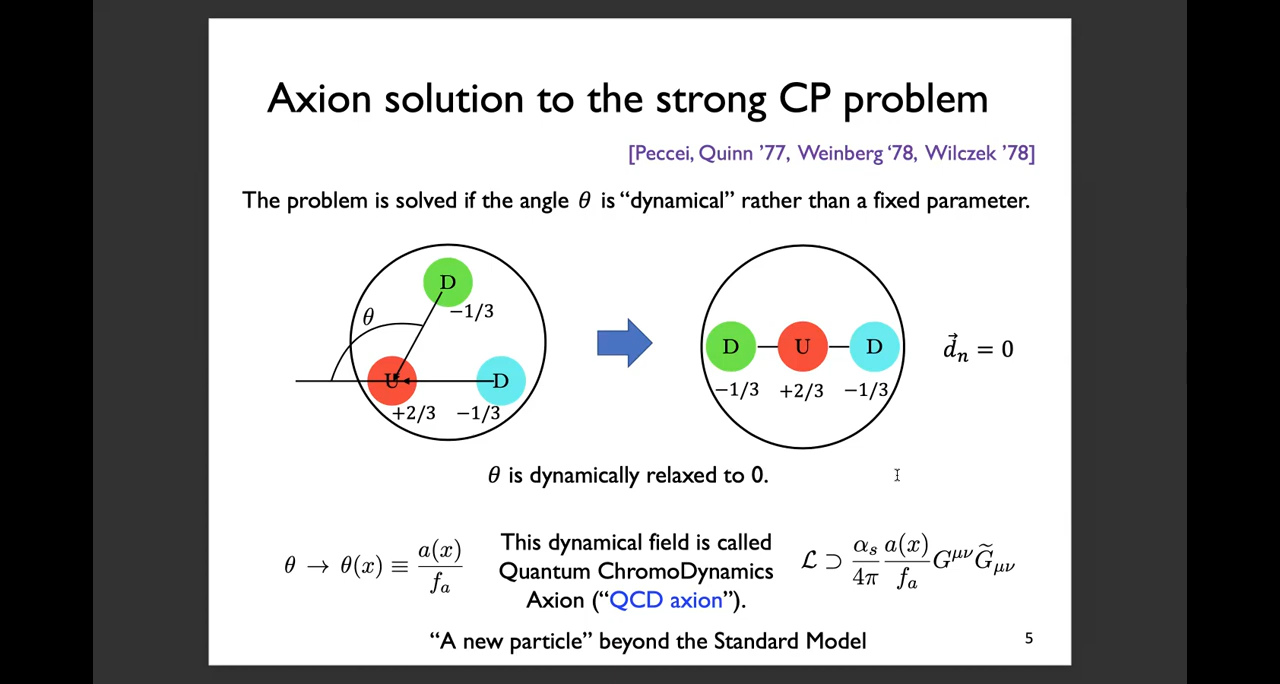 Axion solution to the strong CP problem
[Peccei, Quinn ’77, Weinberg ‘78, Wilczek ’78]
The problem is solved if the angle θ is “dynamical” rather than a fixed parameter.
D
−1/3
θ
U
D
+2/3 −1/3
D U D
−1/3 +2/3 −1/3
d⃗ₙ = 0
θ is dynamically relaxed to 0.
θ → θ(x) ≡ a(x)/fₐ
This dynamical field is called
Quantum ChromoDynamics
Axion (“QCD axion”).
ℒ ⊃ αₛ/4π a(x)/fₐ G^μν G̃_μν
“A new particle” beyond the Standard Model
5